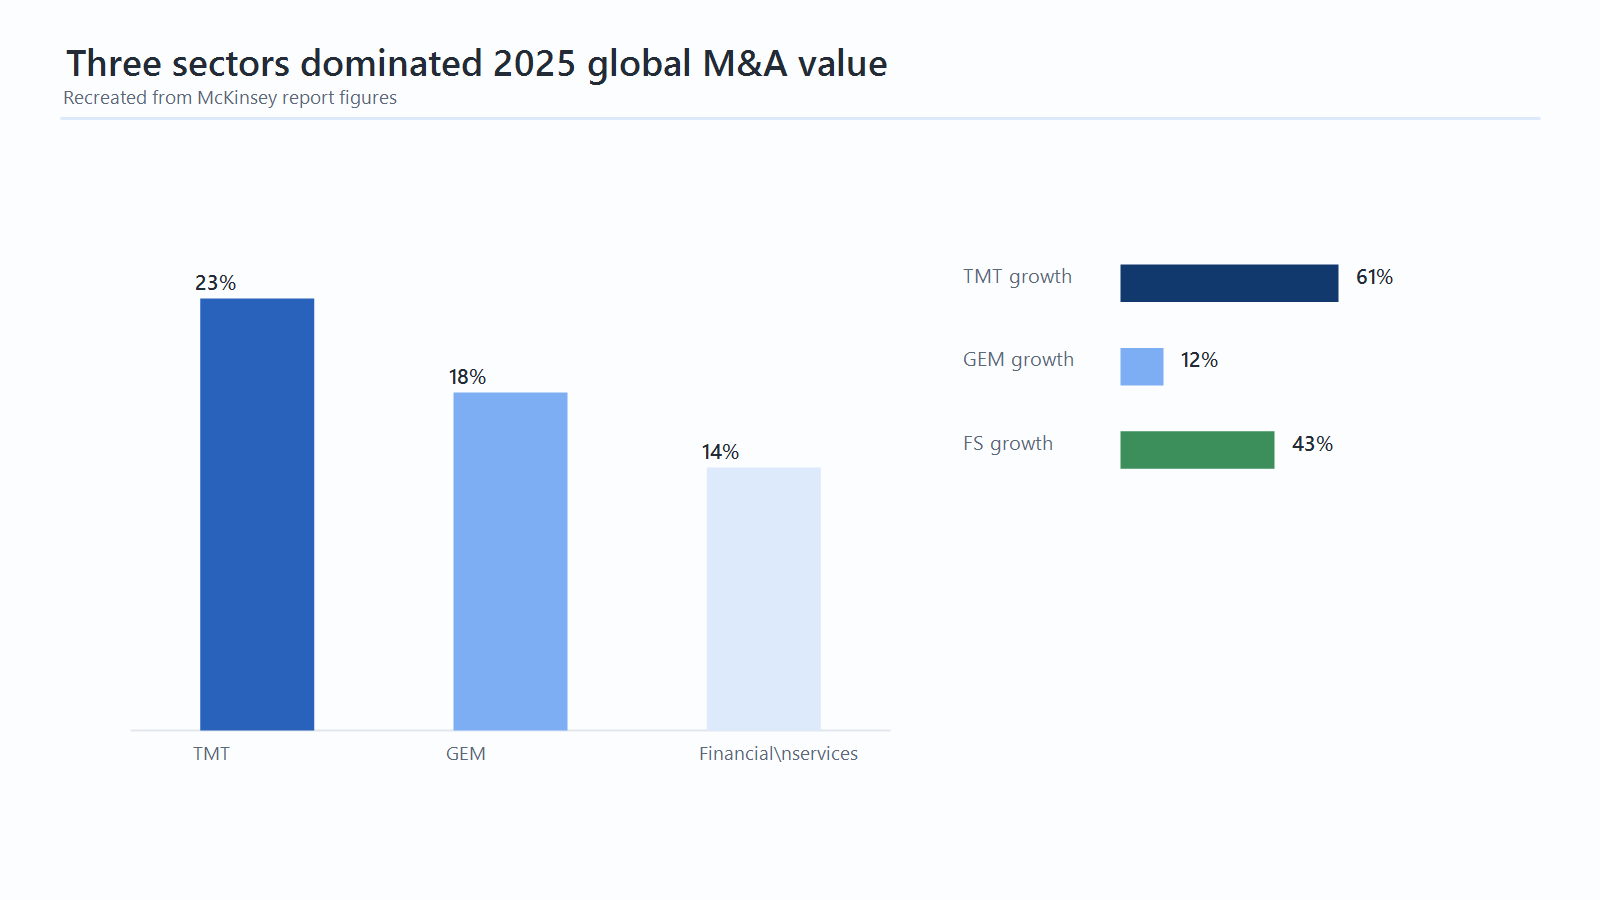 Three sectors dominated 2025 global M&A value
Recreated from McKinsey report figures
23%
18%
14%
TMT
GEM
Financial\nservices
TMT growth
61%
GEM growth
12%
FS growth
43%